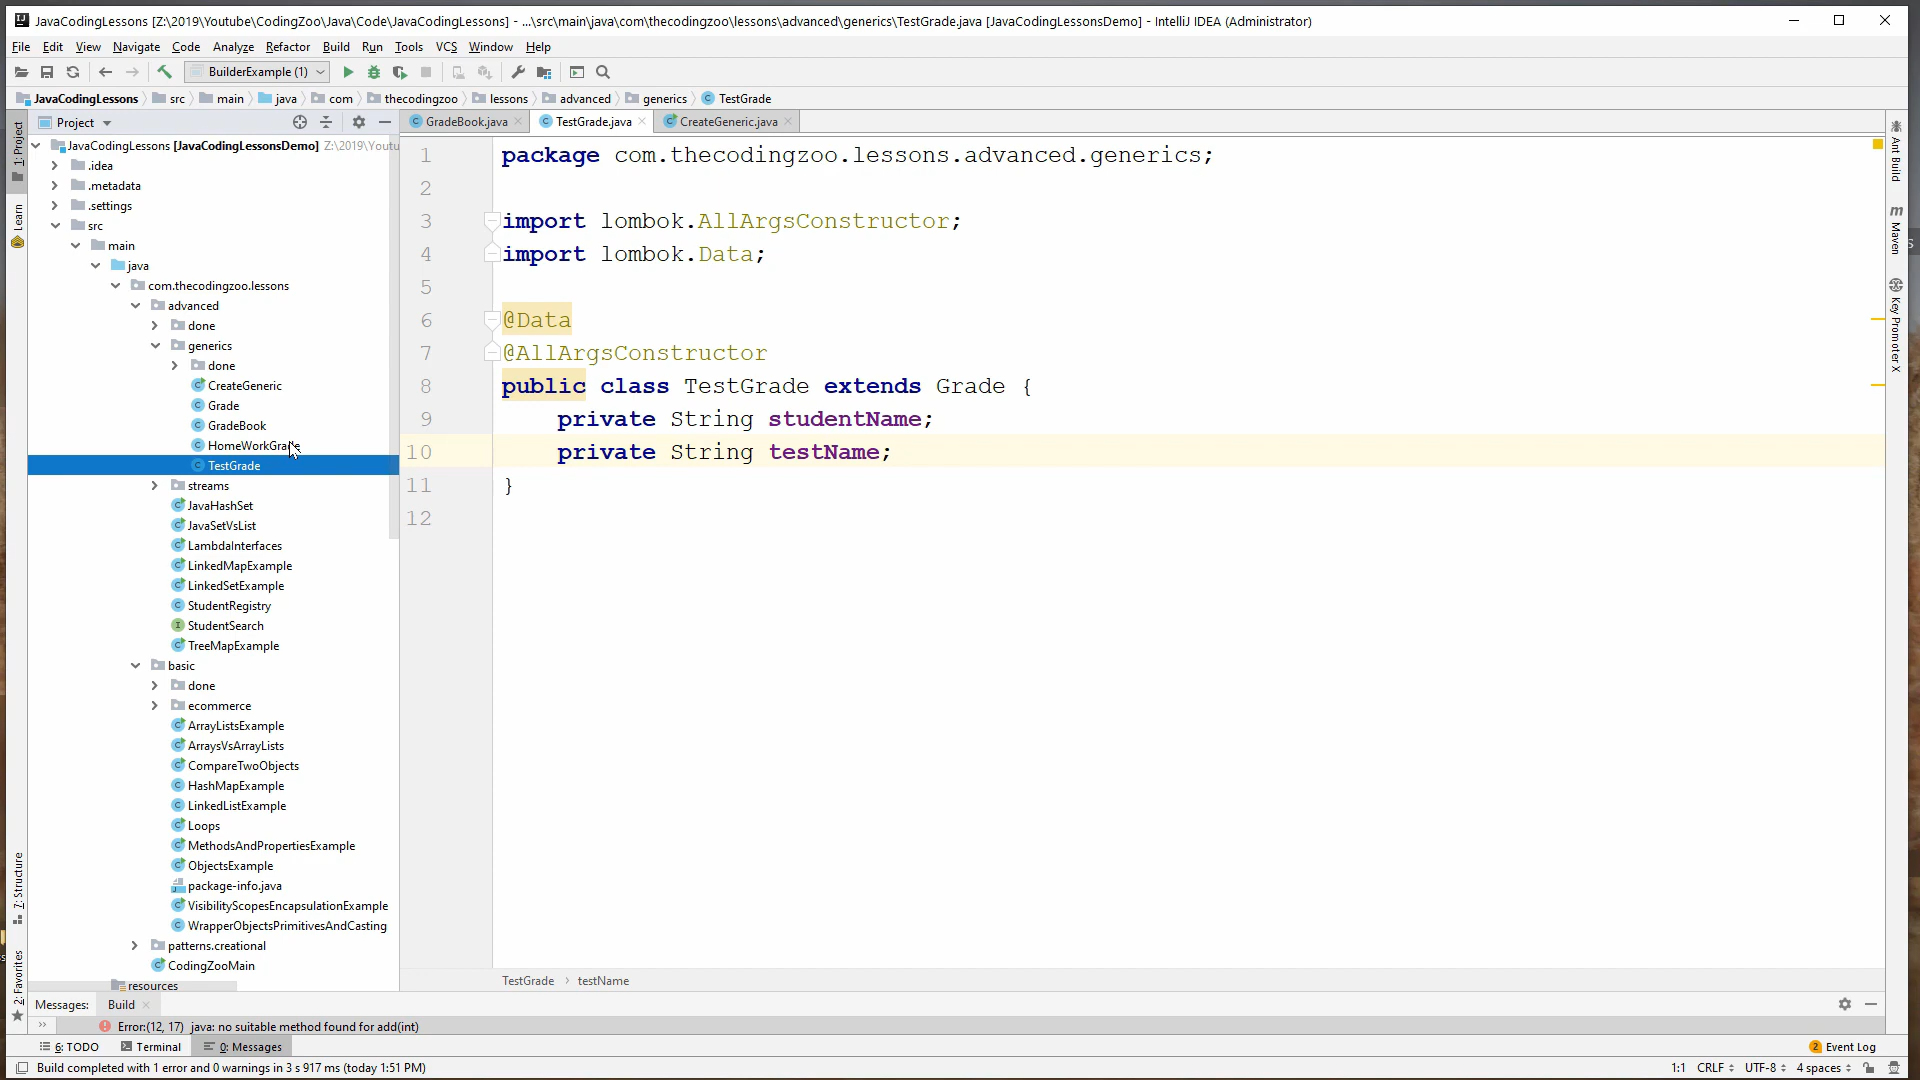 JavaCodingLessons [Z:\2019\Youtube\CodingZoo\Java\Code\JavaCodingLessons] - ...\src\main\java\com\thecodingzoo\lessons\advanced\generics\TestGrade.java [JavaCodingLessonsDemo] - IntelliJ IDEA (Administrator)
File Edit View Navigate Code Analyze Refactor Build Run Tools VCS Window Help
BuilderExample (1)
JavaCodingLessons src main java com thecodingzoo lessons advanced generics TestGrade
Project
GradeBook.java TestGrade.java CreateGeneric.java
1: Project
Learn
7: Structure
2: Favorites
JavaCodingLessons [JavaCodingLessonsDemo] Z:\2019\Youtu
.idea
.metadata
.settings
src
main
java
com.thecodingzoo.lessons
advanced
done
generics
done
CreateGeneric
Grade
GradeBook
HomeWorkGrade
TestGrade
streams
JavaHashSet
JavaSetVsList
LambdaInterfaces
LinkedMapExample
LinkedSetExample
StudentRegistry
StudentSearch
TreeMapExample
basic
done
ecommerce
ArrayListsExample
ArraysVsArrayLists
CompareTwoObjects
HashMapExample
LinkedListExample
Loops
MethodsAndPropertiesExample
ObjectsExample
package-info.java
VisibilityScopesEncapsulationExample
WrapperObjectsPrimitivesAndCasting
patterns.creational
CodingZooMain
resources
1 package com.thecodingzoo.lessons.advanced.generics;
2
3 import lombok.AllArgsConstructor;
4 import lombok.Data;
5
6 @Data
7 @AllArgsConstructor
8 public class TestGrade extends Grade {
9 private String studentName;
10 private String testName;
11 }
12
Ant Build
Maven
Key Promoter X
TestGrade › testName
Messages: Build
Error:(12, 17) java: no suitable method found for add(int)
6: TODO Terminal 0: Messages 2 Event Log
Build completed with 1 error and 0 warnings in 3 s 917 ms (today 1:51 PM) 1:1 CRLF UTF-8 4 spaces